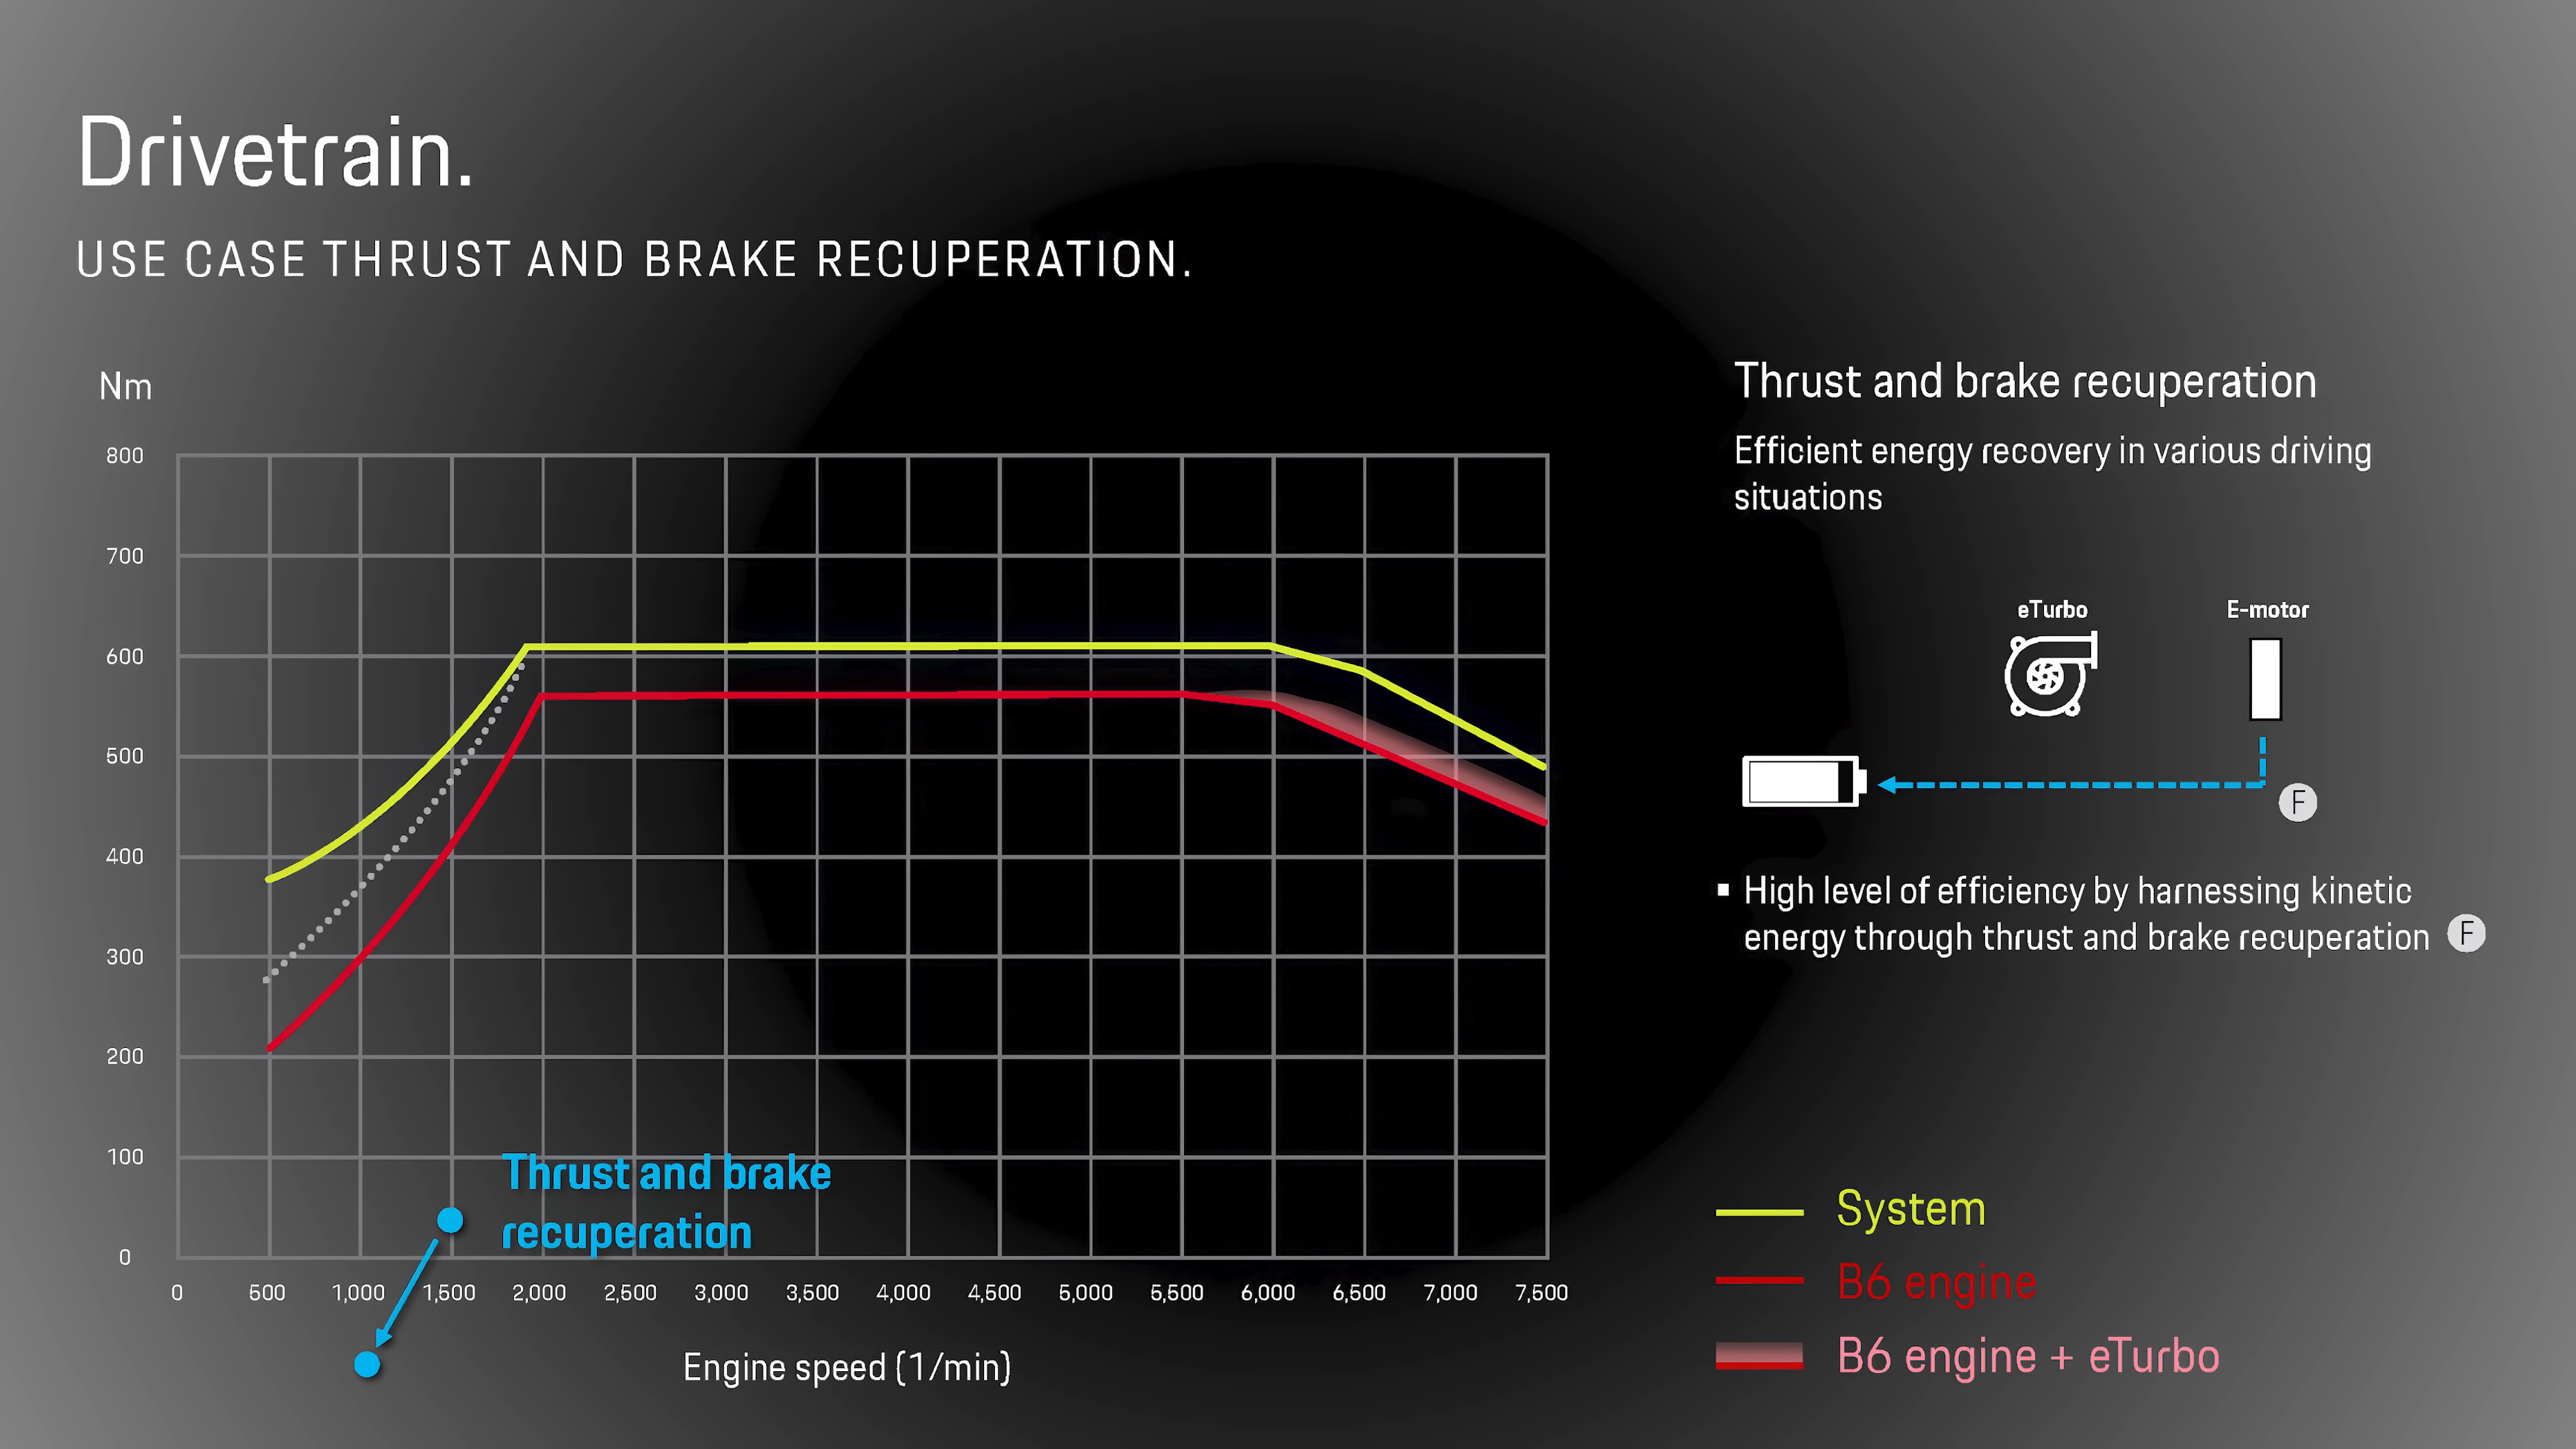 Drivetrain.
USE CASE THRUST AND BRAKE RECUPERATION.
Nm
800
700
600
500
400
300
200
100
0
0 500 1,000 1,500 2,000 2,500 3,000 3,500 4,000 4,500 5,000 5,500 6,000 6,500 7,000 7,500
Engine speed (1/min)
Thrust and brake
recuperation
Thrust and brake recuperation
Efficient energy recovery in various driving
situations
eTurbo E-motor
F
▪ High level of efficiency by harnessing kinetic
energy through thrust and brake recuperation F
System
B6 engine
B6 engine + eTurbo